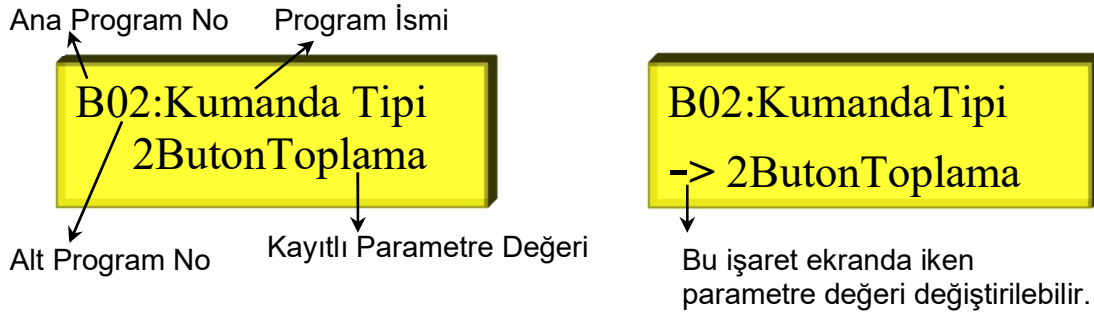 Ana Program No
Program İsmi
B02:Kumanda Tipi
2ButonToplama
Alt Program No
Kayıtlı Parametre Değeri
B02:KumandaTipi
-> 2ButonToplama
Bu işaret ekranda iken
parametre değeri değiştirilebilir.